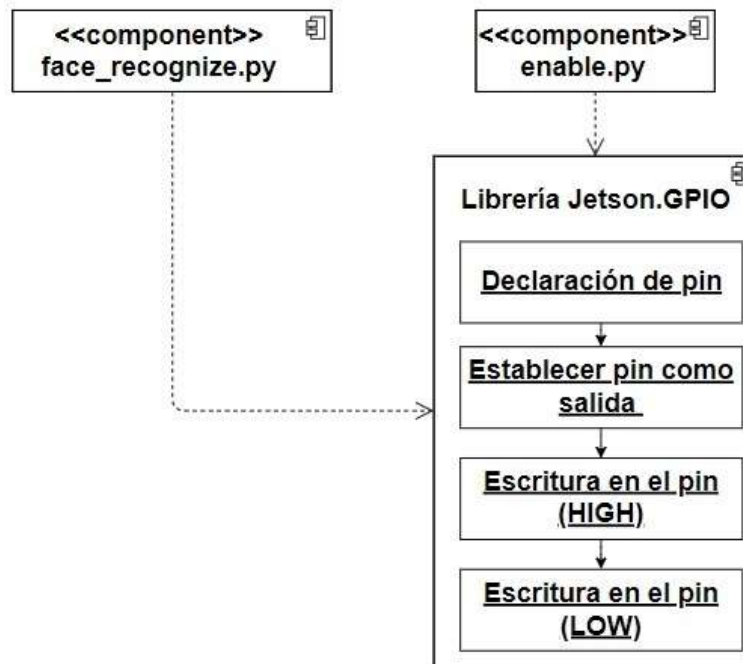 <<component>>
face_recognize.py
<<component>>
enable.py
Librería Jetson.GPIO
Declaración de pin
Establecer pin como
salida
Escritura en el pin
(HIGH)
Escritura en el pin
(LOW)